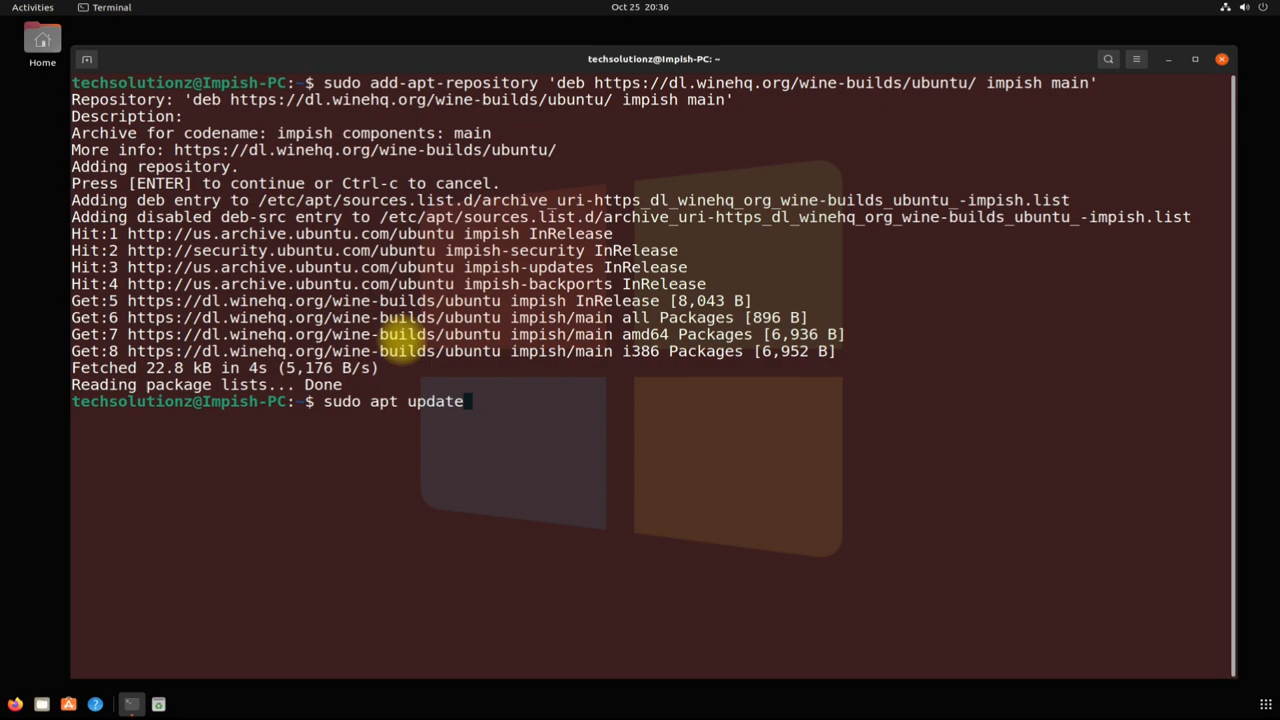 Activities
Terminal
Oct 25 20:36
Home
techsolutionz@Impish-PC: ~
techsolutionz@Impish-PC:~$ sudo add-apt-repository 'deb https://dl.winehq.org/wine-builds/ubuntu/ impish main'
Repository: 'deb https://dl.winehq.org/wine-builds/ubuntu/ impish main'
Description:
Archive for codename: impish components: main
More info: https://dl.winehq.org/wine-builds/ubuntu/
Adding repository.
Press [ENTER] to continue or Ctrl-c to cancel.
Adding deb entry to /etc/apt/sources.list.d/archive_uri-https_dl_winehq_org_wine-builds_ubuntu_-impish.list
Adding disabled deb-src entry to /etc/apt/sources.list.d/archive_uri-https_dl_winehq_org_wine-builds_ubuntu_-impish.list
Hit:1 http://us.archive.ubuntu.com/ubuntu impish InRelease
Hit:2 http://security.ubuntu.com/ubuntu impish-security InRelease
Hit:3 http://us.archive.ubuntu.com/ubuntu impish-updates InRelease
Hit:4 http://us.archive.ubuntu.com/ubuntu impish-backports InRelease
Get:5 https://dl.winehq.org/wine-builds/ubuntu impish InRelease [8,043 B]
Get:6 https://dl.winehq.org/wine-builds/ubuntu impish/main all Packages [896 B]
Get:7 https://dl.winehq.org/wine-builds/ubuntu impish/main amd64 Packages [6,936 B]
Get:8 https://dl.winehq.org/wine-builds/ubuntu impish/main i386 Packages [6,952 B]
Fetched 22.8 kB in 4s (5,176 B/s)
Reading package lists... Done
techsolutionz@Impish-PC:~$ sudo apt update